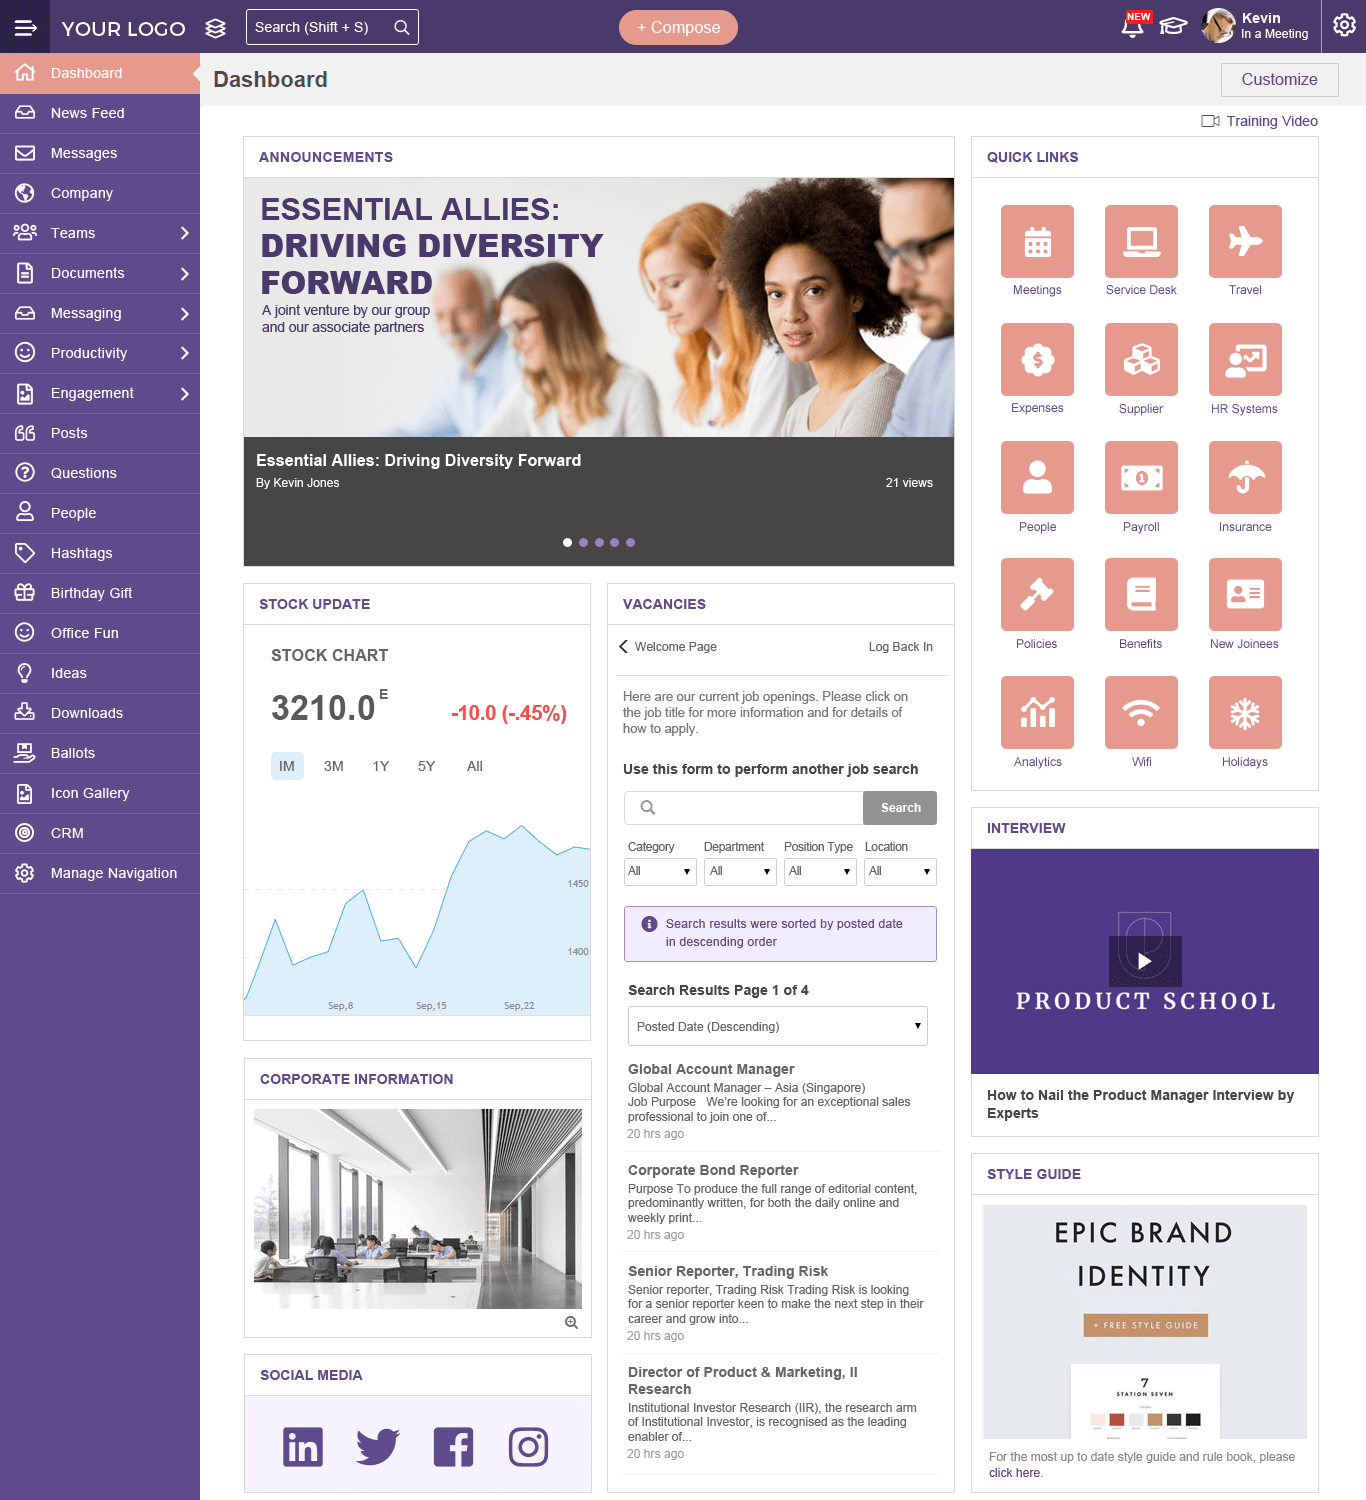 YOUR LOGO
Search (Shift + S)
+ Compose
NEW
Kevin
In a Meeting
Dashboard
News Feed
Messages
Company
Teams
Documents
Messaging
Productivity
Engagement
Posts
Questions
People
Hashtags
Birthday Gift
Office Fun
Ideas
Downloads
Ballots
Icon Gallery
CRM
Manage Navigation
Dashboard
Customize
Training Video
ANNOUNCEMENTS
ESSENTIAL ALLIES:
DRIVING DIVERSITY
FORWARD
A joint venture by our group
and our associate partners
Essential Allies: Driving Diversity Forward
By Kevin Jones
21 views
STOCK UPDATE
STOCK CHART
3210.0 E
-10.0 (-.45%)
IM 3M 1Y 5Y All
1450
1400
Sep,8 Sep,15 Sep,22
CORPORATE INFORMATION
SOCIAL MEDIA
in
VACANCIES
Welcome Page
Log Back In
Here are our current job openings. Please click on
the job title for more information and for details of
how to apply.
Use this form to perform another job search
Search
Category Department Position Type Location
All All All All
Search results were sorted by posted date
in descending order
Search Results Page 1 of 4
Posted Date (Descending)
Global Account Manager
Global Account Manager – Asia (Singapore)
Job Purpose We're looking for an exceptional sales
professional to join one of...
20 hrs ago
Corporate Bond Reporter
Purpose To produce the full range of editorial content,
predominantly written, for both the daily online and
weekly print...
20 hrs ago
Senior Reporter, Trading Risk
Senior reporter, Trading Risk Trading Risk is looking
for a senior reporter keen to make the next step in their
career and grow into...
20 hrs ago
Director of Product & Marketing, II
Research
Institutional Investor Research (IIR), the research arm
of Institutional Investor, is recognised as the leading
enabler of...
20 hrs ago
QUICK LINKS
Meetings Service Desk Travel
Expenses Supplier HR Systems
People Payroll Insurance
Policies Benefits New Joinees
Analytics Wifi Holidays
INTERVIEW
PRODUCT SCHOOL
How to Nail the Product Manager Interview by
Experts
STYLE GUIDE
EPIC BRAND
IDENTITY
+ FREE STYLE GUIDE
7
STATION SEVEN
For the most up to date style guide and rule book, please
click here.